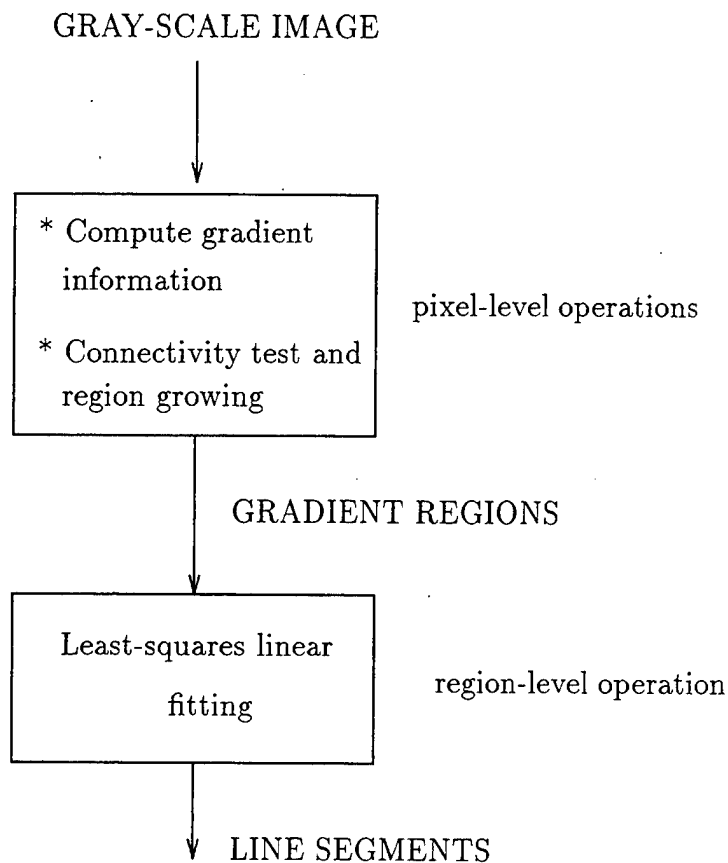 GRAY-SCALE IMAGE
* Compute gradient
information
* Connectivity test and
region growing
pixel-level operations
GRADIENT REGIONS
Least-squares linear
fitting
region-level operation
LINE SEGMENTS